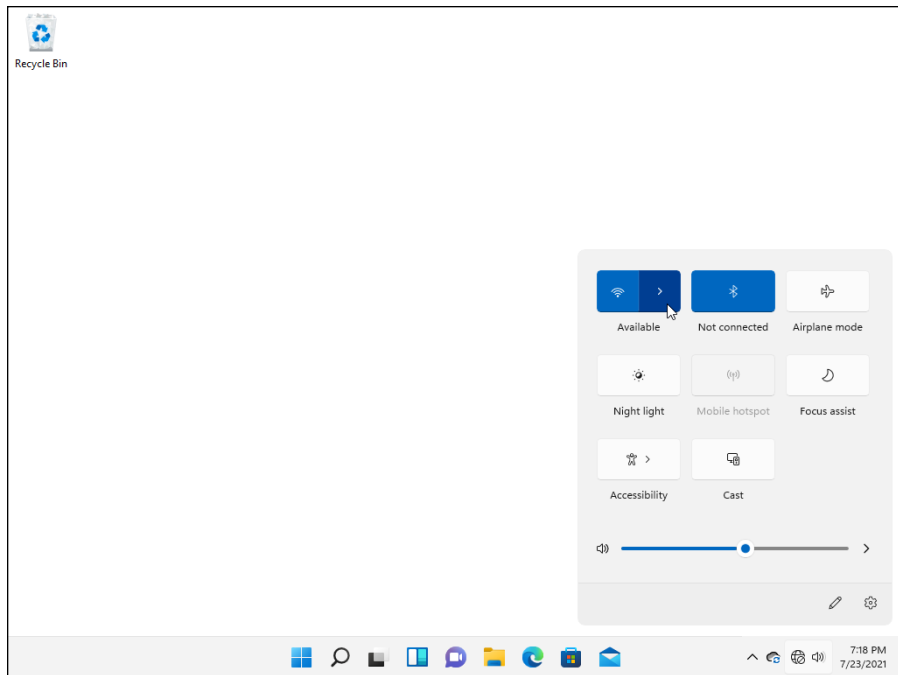 Recycle Bin
Available
Not connected
Airplane mode
Night light
Mobile hotspot
Focus assist
Accessibility
Cast
7:18 PM
7/23/2021